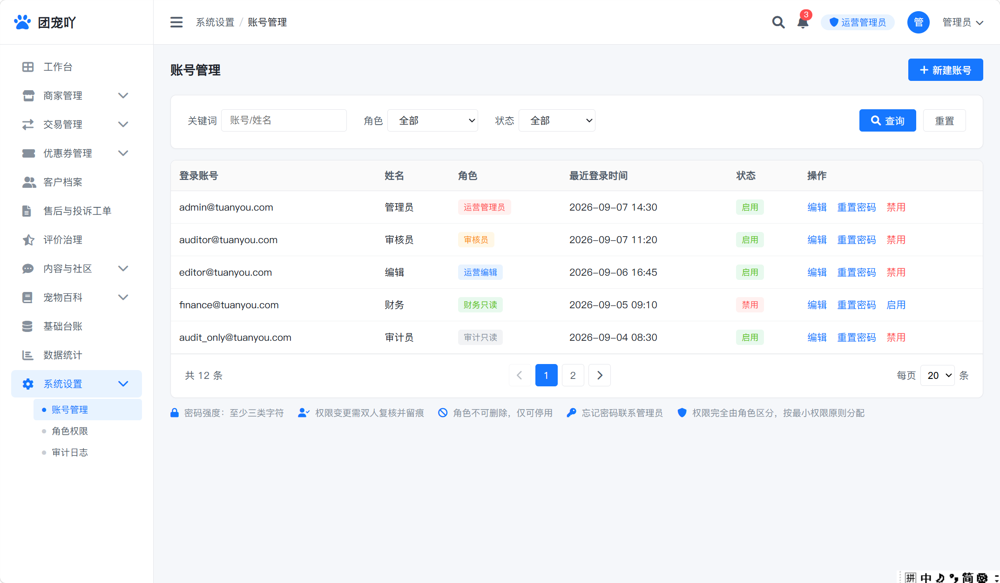 团宠吖
系统设置 / 账号管理
3
运营管理员
管
管理员
工作台
商家管理
交易管理
优惠券管理
客户档案
售后与投诉工单
评价治理
内容与社区
宠物百科
基础台账
数据统计
系统设置
账号管理
角色权限
审计日志
账号管理
新建账号
关键词 账号/姓名 角色 全部 状态 全部 查询 重置
登录账号 姓名 角色 最近登录时间 状态 操作
admin@tuanyou.com 管理员 运营管理员 2026-09-07 14:30 启用 编辑 重置密码 禁用
auditor@tuanyou.com 审核员 审核员 2026-09-07 11:20 启用 编辑 重置密码 禁用
editor@tuanyou.com 编辑 运营编辑 2026-09-06 16:45 启用 编辑 重置密码 禁用
finance@tuanyou.com 财务 财务只读 2026-09-05 09:10 禁用 编辑 重置密码 启用
audit_only@tuanyou.com 审计员 审计只读 2026-09-04 08:30 启用 编辑 重置密码 禁用
共 12 条 1 2 每页 20 条
密码强度：至少三类字符 权限变更需双人复核并留痕 角色不可删除，仅可停用 忘记密码联系管理员 权限完全由角色区分，按最小权限原则分配
拼 中 简